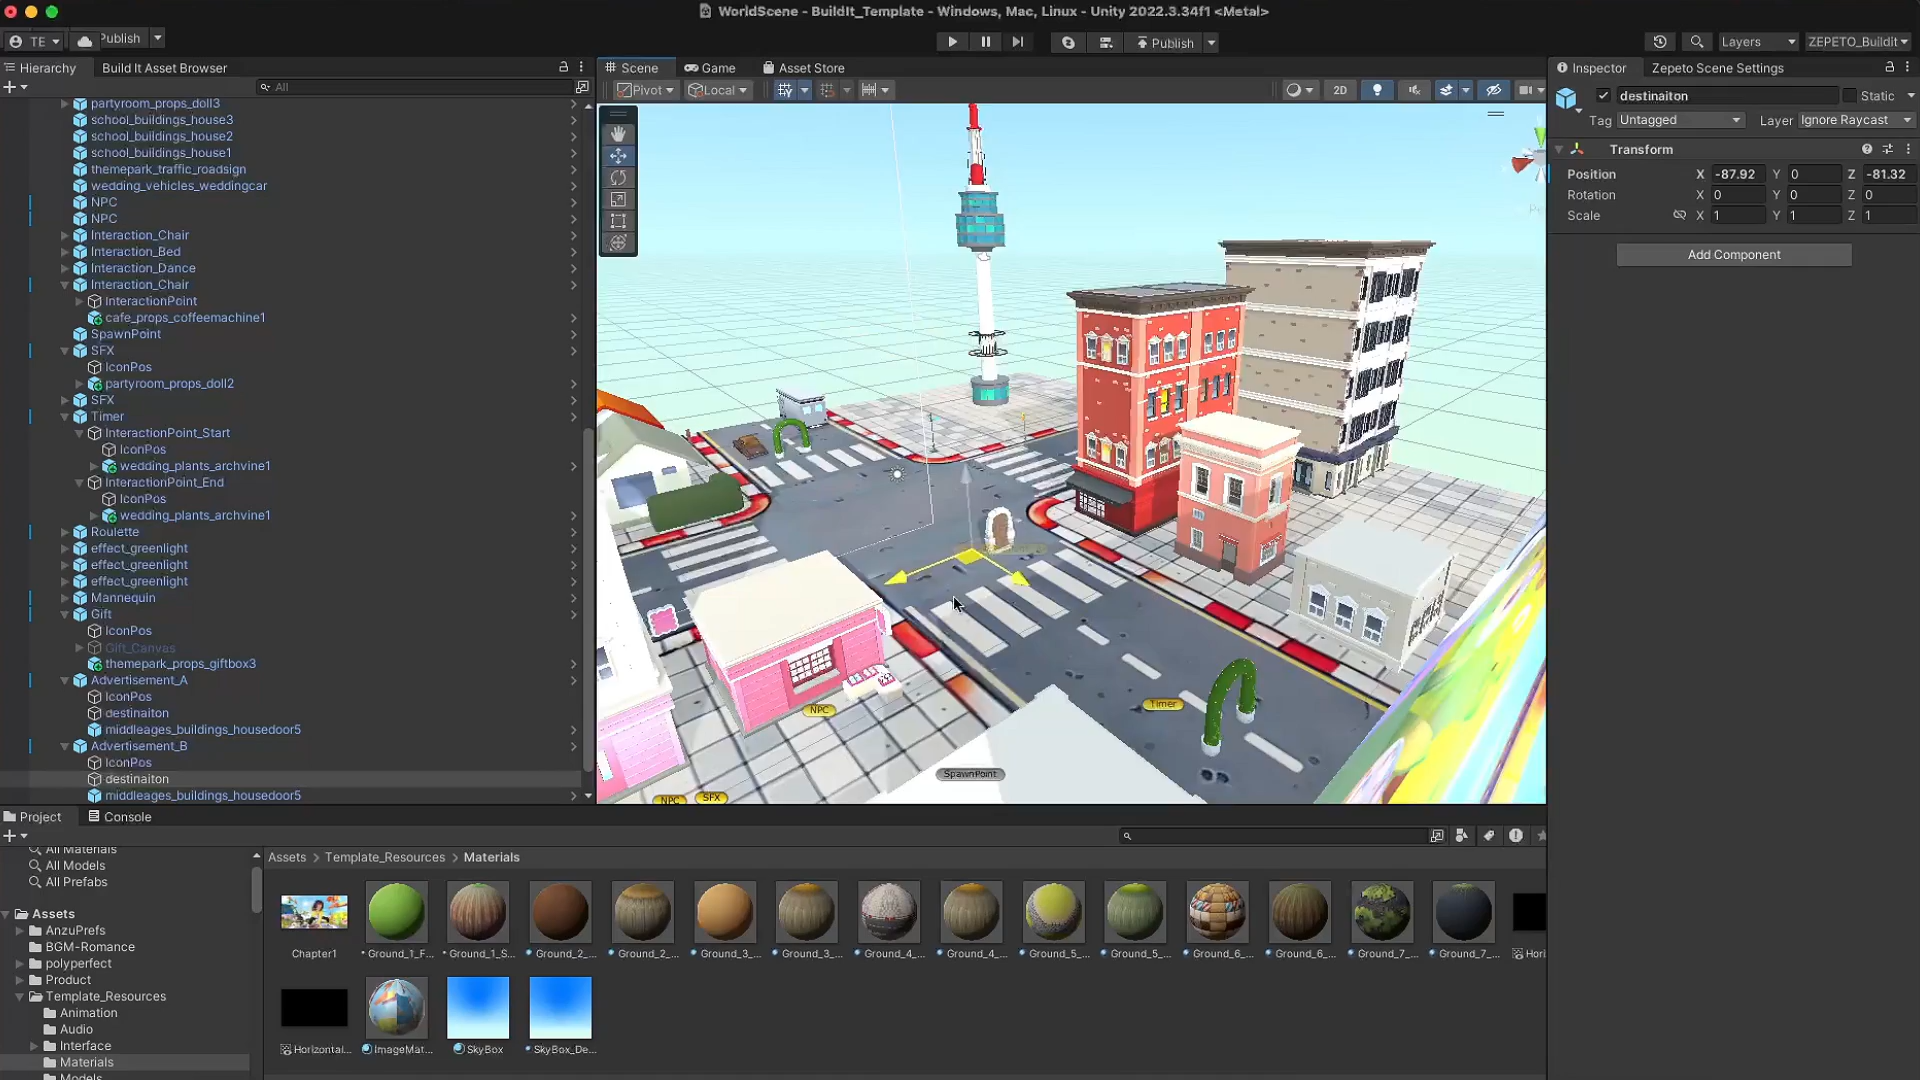 WorldScene - BuildIt_Template - Windows, Mac, Linux - Unity 2022.3.34f1 <Metal>
TE
Publish
Publish
Layers
ZEPETO_Buildit
Hierarchy
Build It Asset Browser
All
partyroom_props_doll3
school_buildings_house3
school_buildings_house2
school_buildings_house1
themepark_traffic_roadsign
wedding_vehicles_weddingcar
NPC
NPC
Interaction_Chair
Interaction_Bed
Interaction_Dance
Interaction_Chair
InteractionPoint
cafe_props_coffeemachine1
SpawnPoint
SFX
IconPos
partyroom_props_doll2
SFX
Timer
InteractionPoint_Start
IconPos
wedding_plants_archvine1
InteractionPoint_End
IconPos
wedding_plants_archvine1
Roulette
effect_greenlight
effect_greenlight
effect_greenlight
Mannequin
Gift
IconPos
Gift_Canvas
themepark_props_giftbox3
Advertisement_A
IconPos
destinaiton
middleages_buildings_housedoor5
Advertisement_B
IconPos
destinaiton
middleages_buildings_housedoor5
Scene
Game
Asset Store
Pivot
Local
2D
NPC
Timer
SpawnPoint
NPC
SFX
Inspector
Zepeto Scene Settings
destinaiton
Static
Tag Untagged
Layer Ignore Raycast
Transform
Position X -87.92 Y 0 Z -81.32
Rotation X 0 Y 0 Z 0
Scale X 1 Y 1 Z 1
Add Component
Project
Console
All Materials
All Models
All Prefabs
Assets
AnzuPrefs
BGM-Romance
polyperfect
Product
Template_Resources
Animation
Audio
Interface
Materials
Models
Assets > Template_Resources > Materials
Chapter1
Ground_1_F...
Ground_1_S...
Ground_2_...
Ground_2_...
Ground_3_...
Ground_3_...
Ground_4_...
Ground_4_...
Ground_5_...
Ground_5_...
Ground_6_...
Ground_6_...
Ground_7_...
Ground_7_...
Hori
Horizontal...
ImageMat...
SkyBox
SkyBox_De...